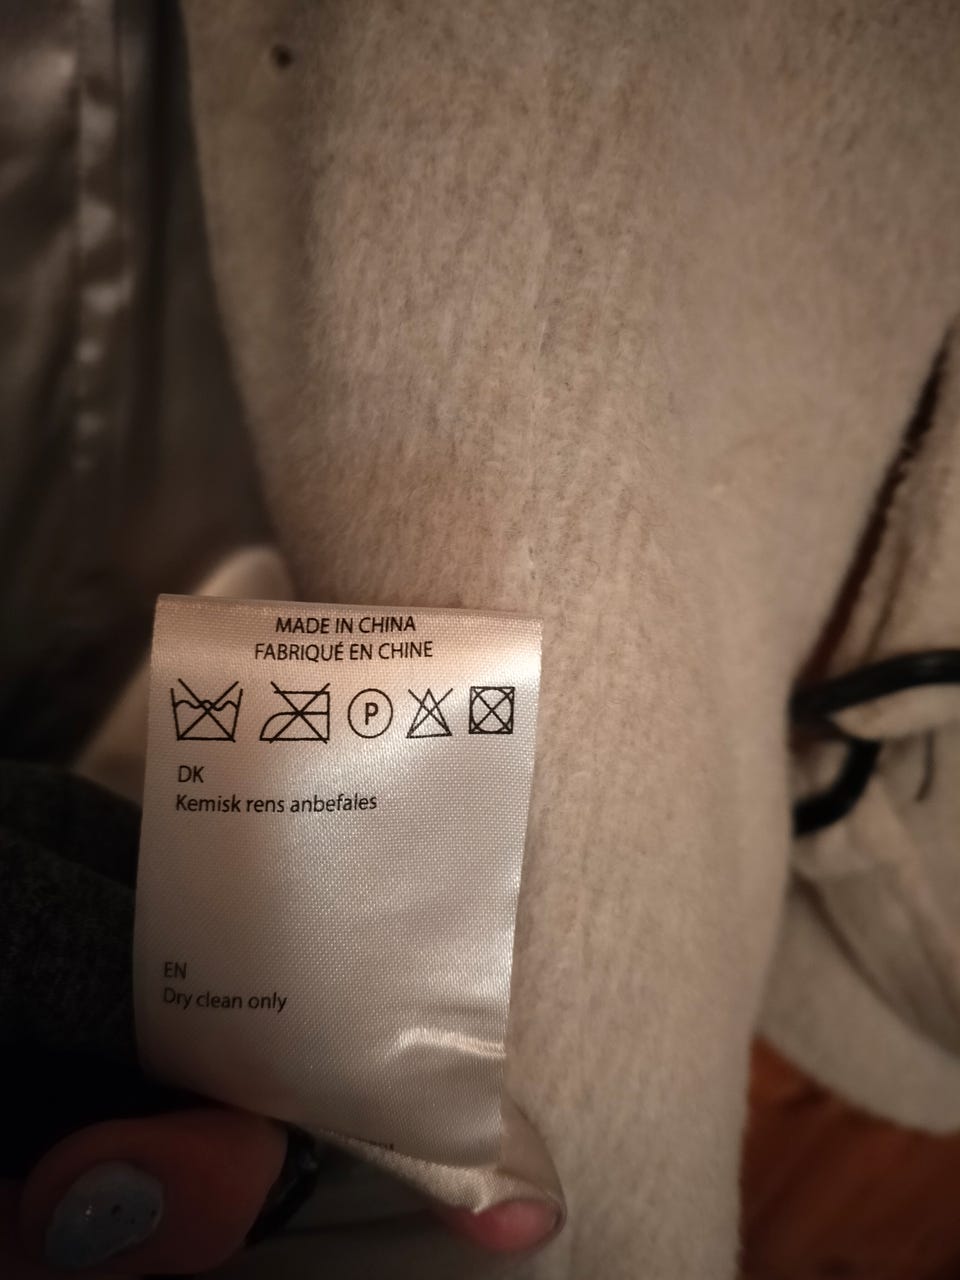 MADE IN CHINA
FABRIQUÉ EN CHINE
P
DK
Kemisk rens anbefales
EN
Dry clean only